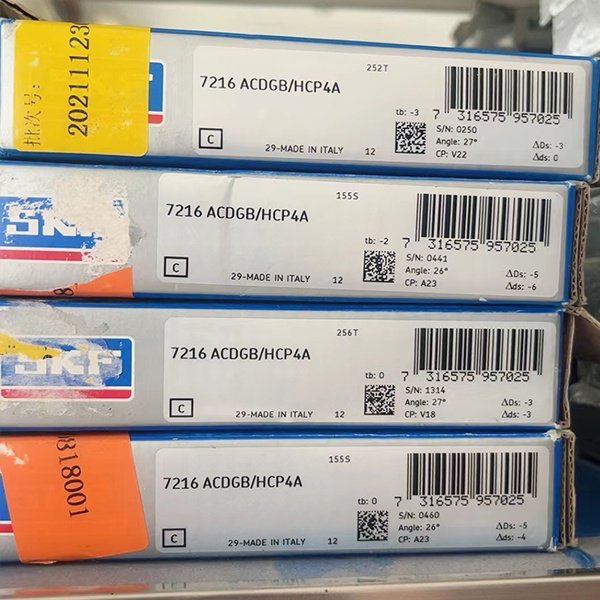 批次号:
20211123
SKF
252T
7216 ACDGB/HCP4A
C
29-MADE IN ITALY 12
tb: -3
7 316575 957025
S/N: 0250
Angle: 27° ΔDs: -3
CP: V22 Δds: 0
SKF
155S
7216 ACDGB/HCP4A
C
29-MADE IN ITALY 12
tb: -2
7 316575 957025
S/N: 0441
Angle: 26° ΔDs: -5
CP: A23 Δds: -6
SKF
256T
7216 ACDGB/HCP4A
C
29-MADE IN ITALY 12
tb: 0
7 316575 957025
S/N: 1314
Angle: 27° ΔDs: -3
CP: V18 Δds: -3
318001
155S
7216 ACDGB/HCP4A
C
29-MADE IN ITALY 12
tb: 0
7 316575 957025
S/N: 0460
Angle: 26° ΔDs: -5
CP: A23 Δds: -4